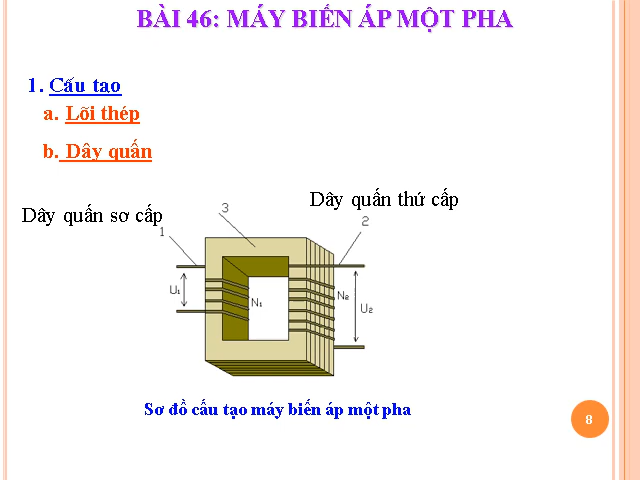 BÀI 46: MÁY BIẾN ÁP MỘT PHA
1. Cấu tạo
a. Lõi thép
b. Dây quấn
Dây quấn sơ cấp
Dây quấn thứ cấp
3
2
1
U1
N1
N2
U2
Sơ đồ cấu tạo máy biến áp một pha
8